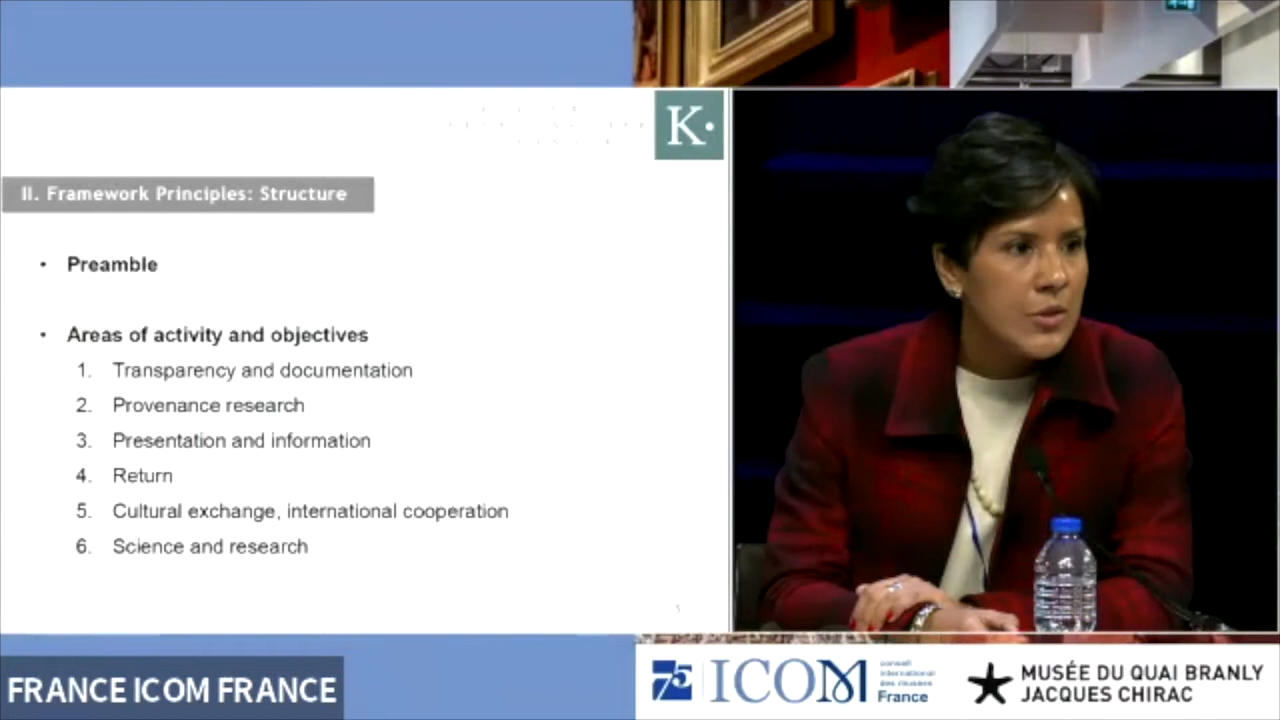 K.
II. Framework Principles: Structure
• Preamble
• Areas of activity and objectives
1. Transparency and documentation
2. Provenance research
3. Presentation and information
4. Return
5. Cultural exchange, international cooperation
6. Science and research
FRANCE ICOM FRANCE
75 ICOM
conseil
international
des musées
France
MUSÉE DU QUAI BRANLY
JACQUES CHIRAC